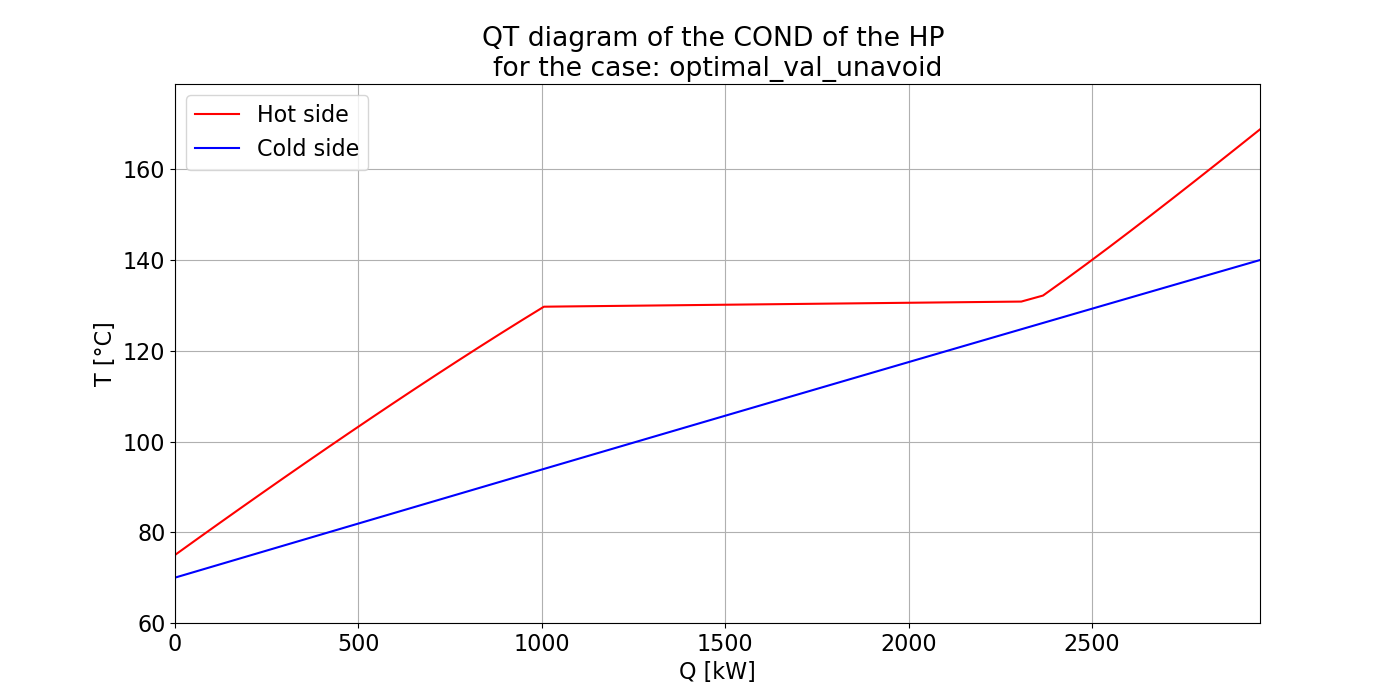 QT diagram of the COND of the HP
for the case: optimal_val_unavoid
Hot side
Cold side
160
140
120
100
80
60
T [°C]
0 500 1000 1500 2000 2500
Q [kW]